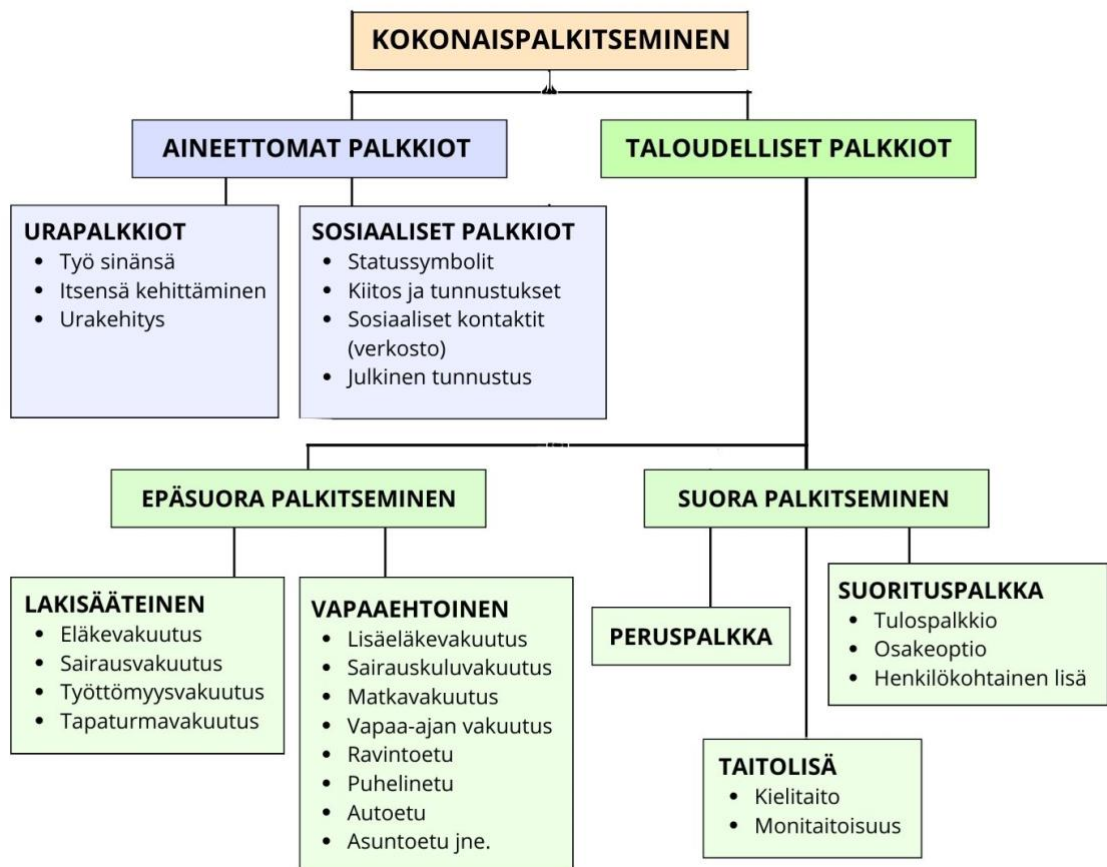 KOKONAISPALKITSEMINEN
AINEETTOMAT PALKKIOT
TALOUDELLISET PALKKIOT
URAPALKKIOT
• Työ sinänsä
• Itsensä kehittäminen
• Urakehitys
SOSIAALISET PALKKIOT
• Statussymbolit
• Kiitos ja tunnustukset
• Sosiaaliset kontaktit
(verkosto)
• Julkinen tunnustus
EPÄSUORA PALKITSEMINEN
SUORA PALKITSEMINEN
LAKISÄÄTEINEN
• Eläkevakuutus
• Sairausvakuutus
• Työttömyysvakuutus
• Tapaturmavakuutus
VAPAAEHTOINEN
• Lisäeläkevakuutus
• Sairauskuluvakuutus
• Matkavakuutus
• Vapaa-ajan vakuutus
• Ravintoetu
• Puhelinetu
• Autoetu
• Asuntoetu jne.
PERUSPALKKA
SUORITUSPALKKA
• Tulospalkkio
• Osakeoptio
• Henkilökohtainen lisä
TAITOLISÄ
• Kielitaito
• Monitaitoisuus